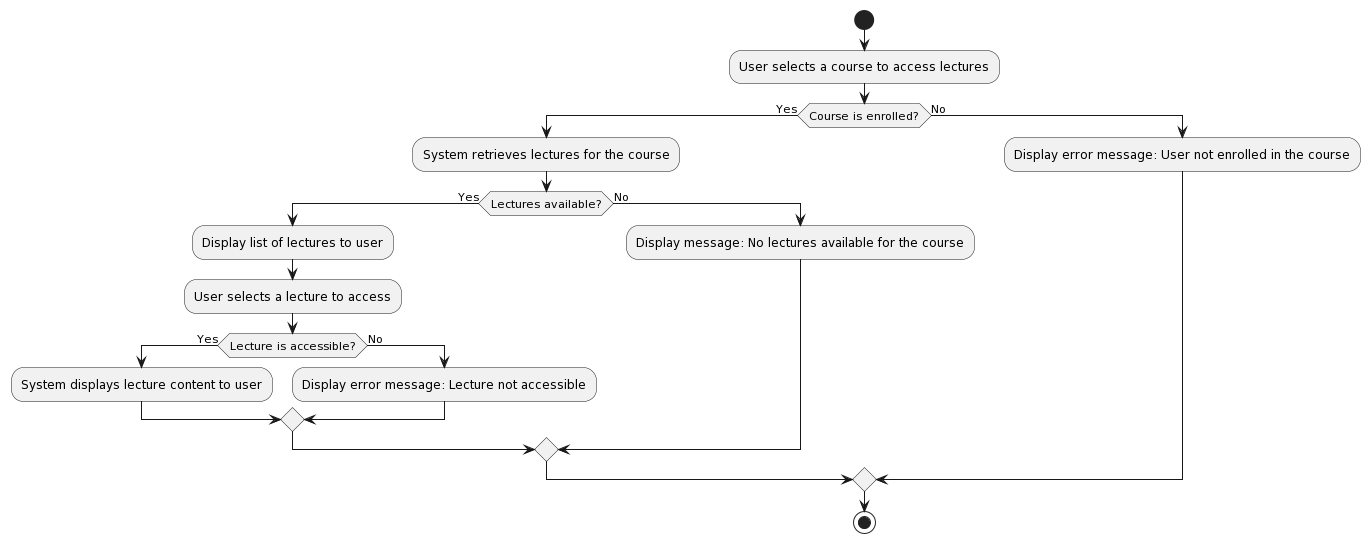 User selects a course to access lectures
Yes
Course is enrolled?
No
System retrieves lectures for the course
Display error message: User not enrolled in the course
Yes
Lectures available?
No
Display list of lectures to user
Display message: No lectures available for the course
User selects a lecture to access
Yes
Lecture is accessible?
No
System displays lecture content to user
Display error message: Lecture not accessible